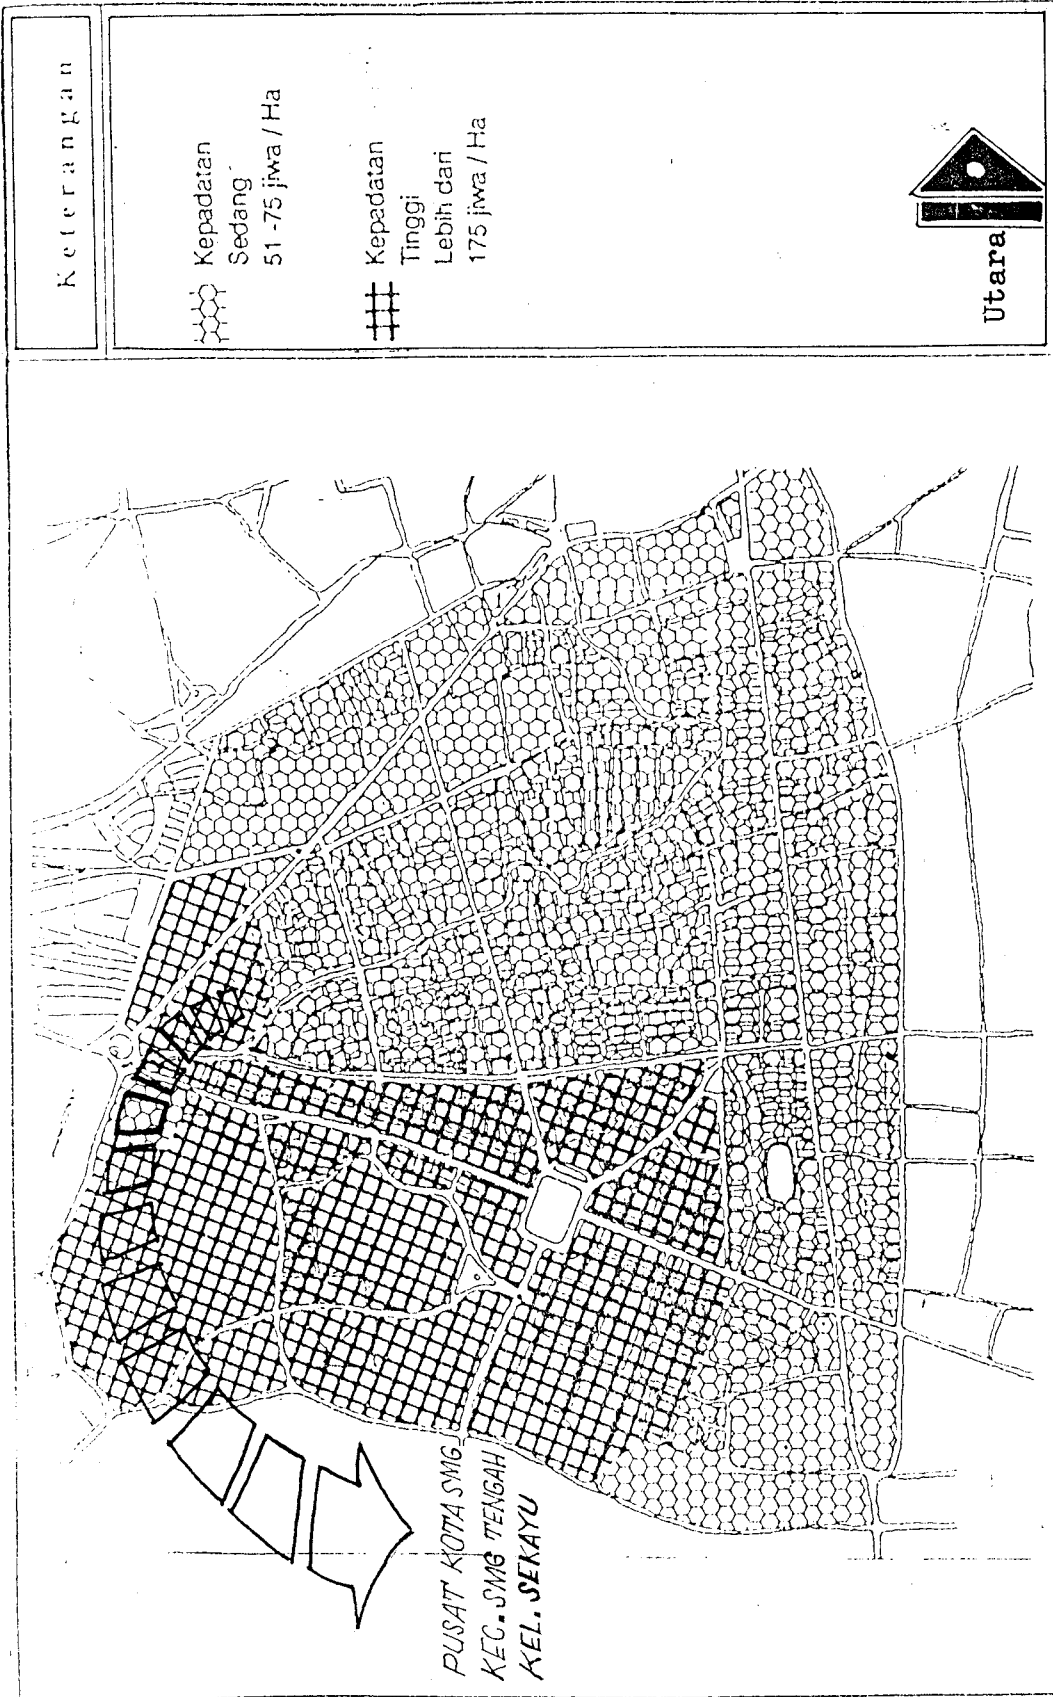 Keterangan
Kepadatan
Sedang
51 -75 jiwa / Ha
Kepadatan
Tinggi
Lebih dari
175 jiwa / Ha
Utara
PUSAT KOTA SMG
KEC. SMG TENGAH
KEL. SEKAYU